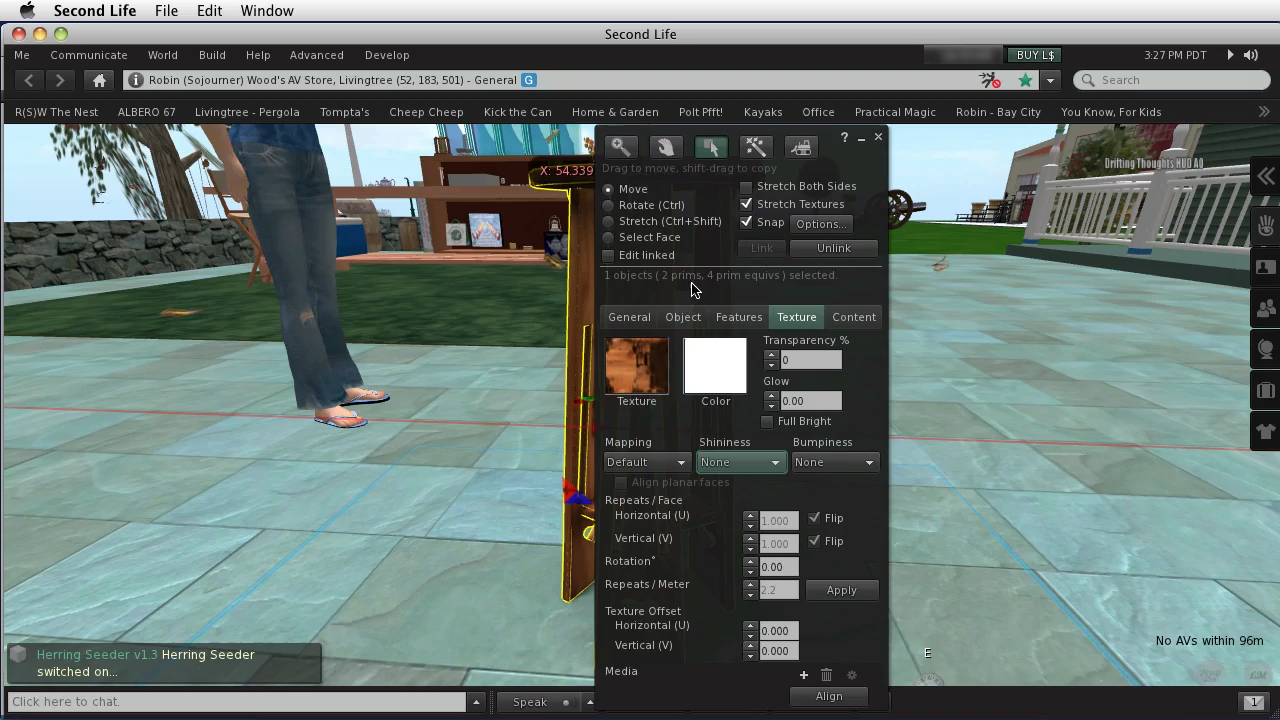 Second Life File Edit Window
Second Life
Me Communicate World Build Help Advanced Develop
BUY L$
3:27 PM PDT
Robin (Sojourner) Wood's AV Store, Livingtree (52, 183, 501) - General G
Search
R(S)W The Nest ALBERO 67 Livingtree - Pergola Tompta's Cheep Cheep Kick the Can Home & Garden Polt Pfft! Kayaks Office Practical Magic Robin - Bay City You Know, For Kids
Drifting Thoughts HUD AO
X: 54.339
?
Drag to move, shift-drag to copy
Move
Rotate (Ctrl)
Stretch (Ctrl+Shift)
Select Face
Edit linked
Stretch Both Sides
Stretch Textures
Snap Options...
Link Unlink
1 objects ( 2 prims, 4 prim equivs ) selected.
General Object Features Texture Content
Texture
Color
Transparency %
0
Glow
0.00
Full Bright
Mapping Shininess Bumpiness
Default None None
Align planar faces
Repeats / Face
Horizontal (U) 1.000 Flip
Vertical (V) 1.000 Flip
Rotation° 0.00
Repeats / Meter 2.2 Apply
Texture Offset
Horizontal (U) 0.000
Vertical (V) 0.000
Media
Align
Herring Seeder v1.3 Herring Seeder
switched on...
No AVs within 96m
E
Click here to chat.
Speak
1